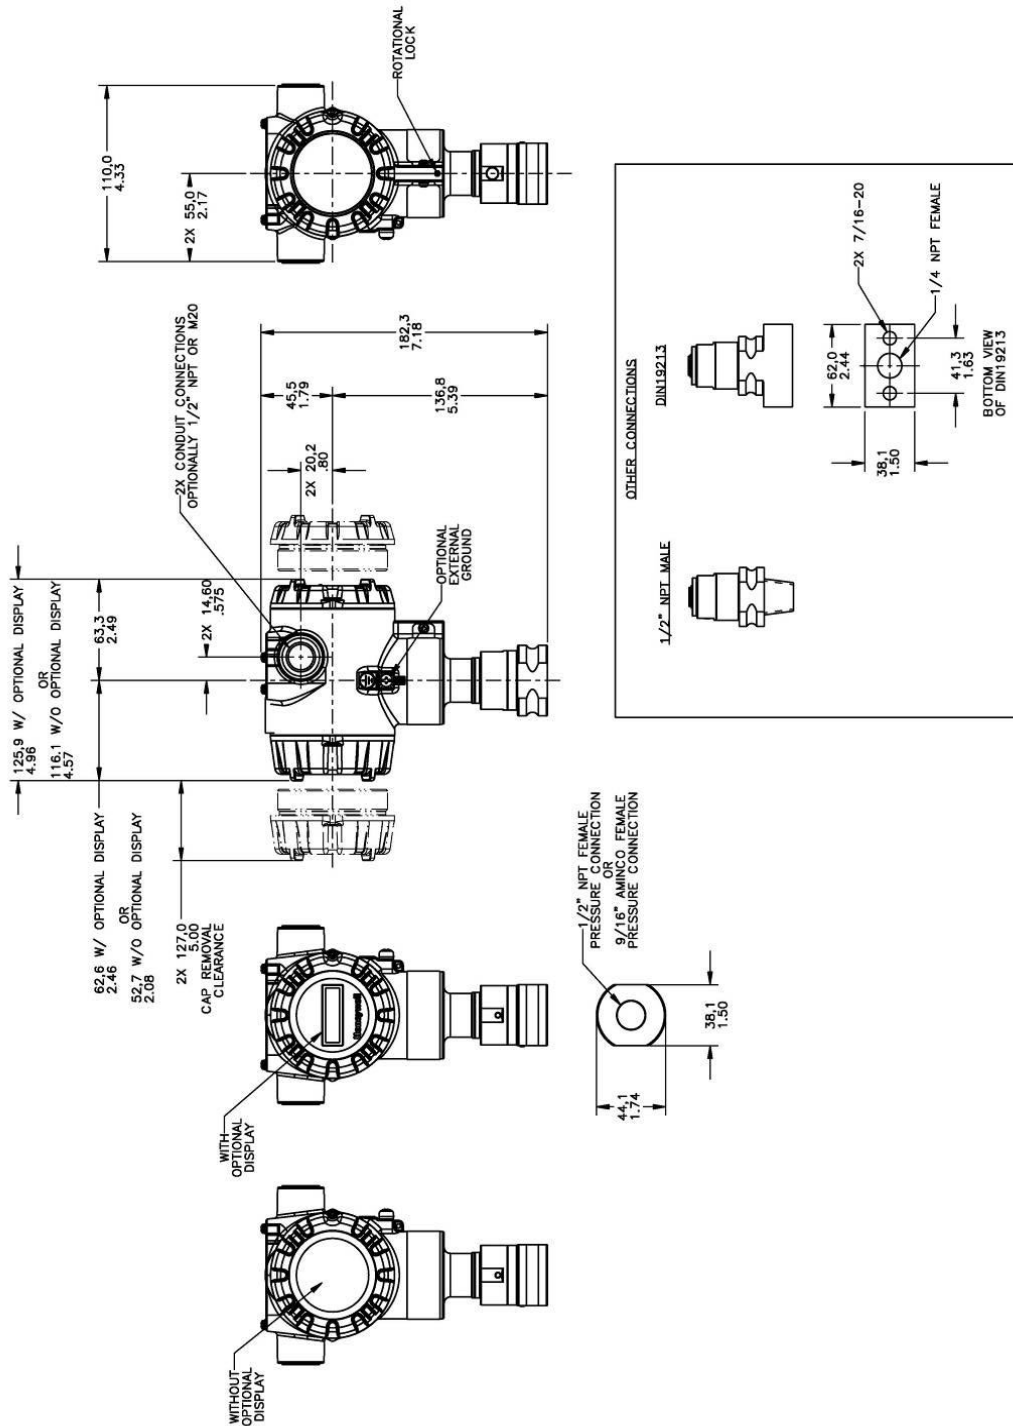 WITHOUT
OPTIONAL
DISPLAY
WITH
OPTIONAL
DISPLAY
Honeywell
62,6 W/ OPTIONAL DISPLAY
2.46
OR
52,7 W/O OPTIONAL DISPLAY
2.08
2X 127,0
5.00
CAP REMOVAL
CLEARANCE
125,9 W/ OPTIONAL DISPLAY
4.96
OR
116.1 W/O OPTIONAL DISPLAY
4.57
63,3
2.49
2X 14,60
.575
2X CONDUIT CONNECTIONS
OPTIONALLY 1/2" NPT OR M20
2X 20,2
.80
45,5
1.79
182,3
7.18
136,8
5.39
OPTIONAL
EXTERNAL
GROUND
110,0
4.33
2X 55,0
2.17
ROTATIONAL
LOCK
1/2" NPT FEMALE
PRESSURE CONNECTION
OR
9/16" AMINCO FEMALE
PRESSURE CONNECTION
44,1
1.74
38,1
1.50
OTHER CONNECTIONS
1/2" NPT MALE
DIN19213
62,0
2.44
2X 7/16-20
38,1
1.50
1/4 NPT FEMALE
41,3
1.63
BOTTOM VIEW
OF DIN19213